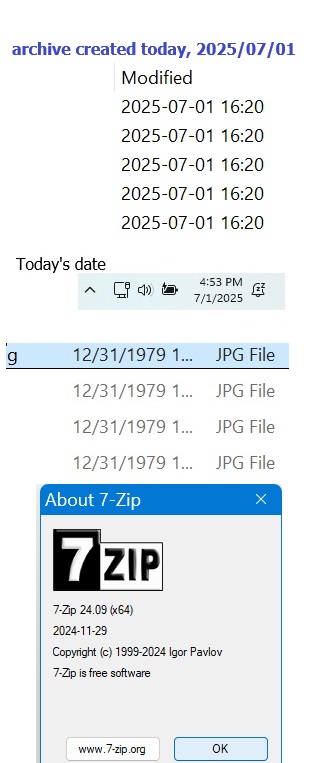 archive created today, 2025/07/01
Modified
2025-07-01 16:20
2025-07-01 16:20
2025-07-01 16:20
2025-07-01 16:20
2025-07-01 16:20
Today's date
4:53 PM
7/1/2025
g 12/31/1979 1... JPG File
12/31/1979 1... JPG File
12/31/1979 1... JPG File
12/31/1979 1... JPG File
About 7-Zip
7 ZIP
7-Zip 24.09 (x64)
2024-11-29
Copyright (c) 1999-2024 Igor Pavlov
7-Zip is free software
www.7-zip.org OK